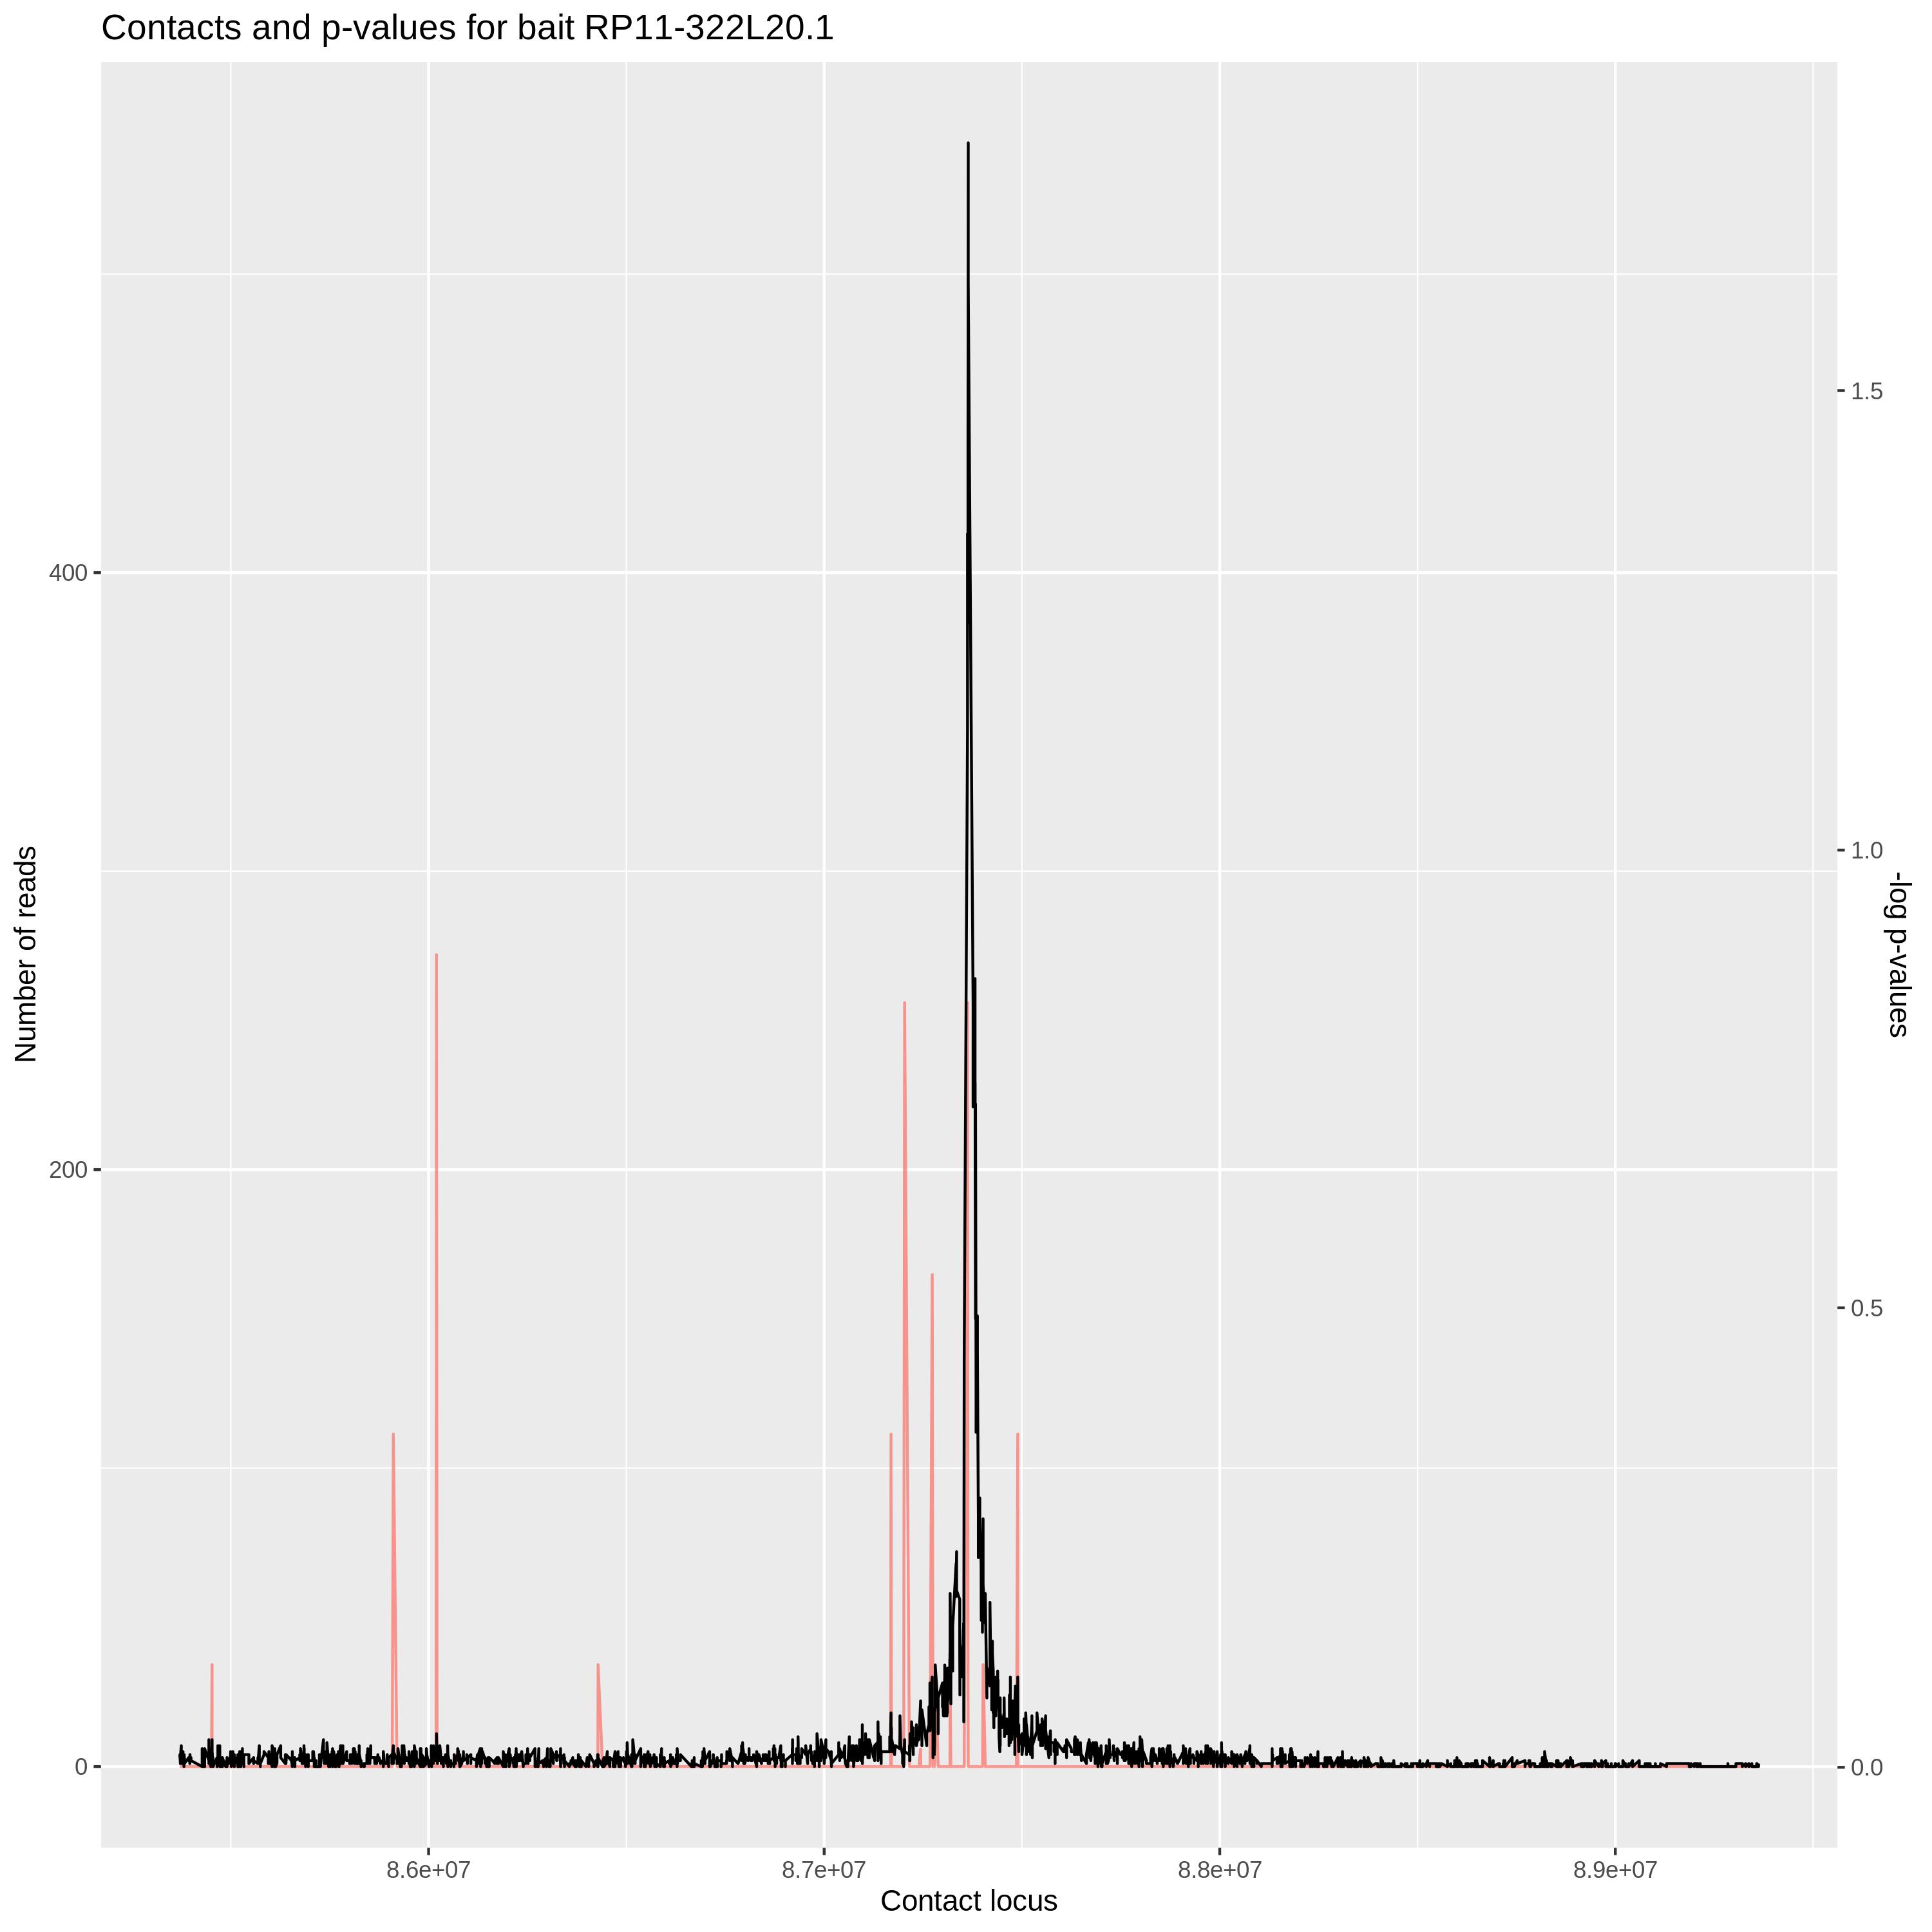 Contacts and p-values for bait RP11-322L20.1
Number of reads
400
200
0
1.5
1.0
0.5
0.0
-log p-values
8.6e+07
8.7e+07
8.8e+07
8.9e+07
Contact locus